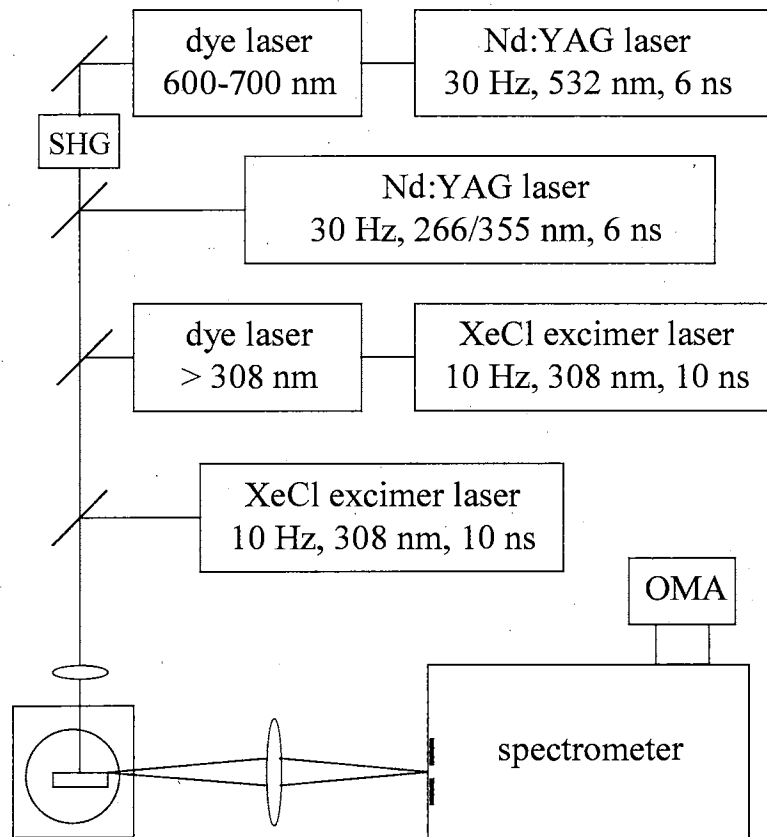 dye laser
600-700 nm
Nd:YAG laser
30 Hz, 532 nm, 6 ns
SHG
Nd:YAG laser
30 Hz, 266/355 nm, 6 ns
dye laser
> 308 nm
XeCl excimer laser
10 Hz, 308 nm, 10 ns
XeCl excimer laser
10 Hz, 308 nm, 10 ns
OMA
spectrometer